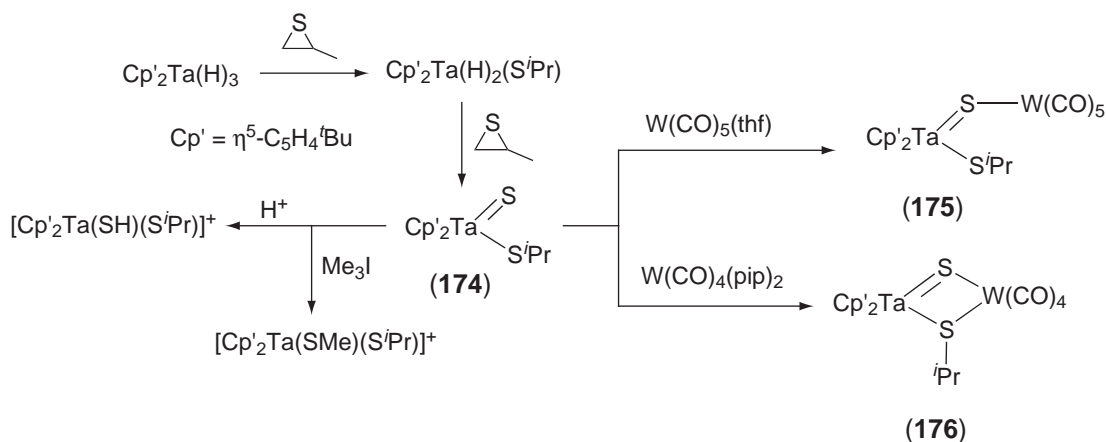 S
Cp'₂Ta(H)₃
Cp'₂Ta(H)₂(SⁱPr)
Cp' = η⁵-C₅H₄ᵗBu
S
W(CO)₅(thf)
S
W(CO)₅
Cp'₂Ta
SⁱPr
(175)
[Cp'₂Ta(SH)(SⁱPr)]⁺
H⁺
S
Cp'₂Ta
SⁱPr
(174)
Me₃I
[Cp'₂Ta(SMe)(SⁱPr)]⁺
W(CO)₄(pip)₂
S
Cp'₂Ta
W(CO)₄
S
ⁱPr
(176)